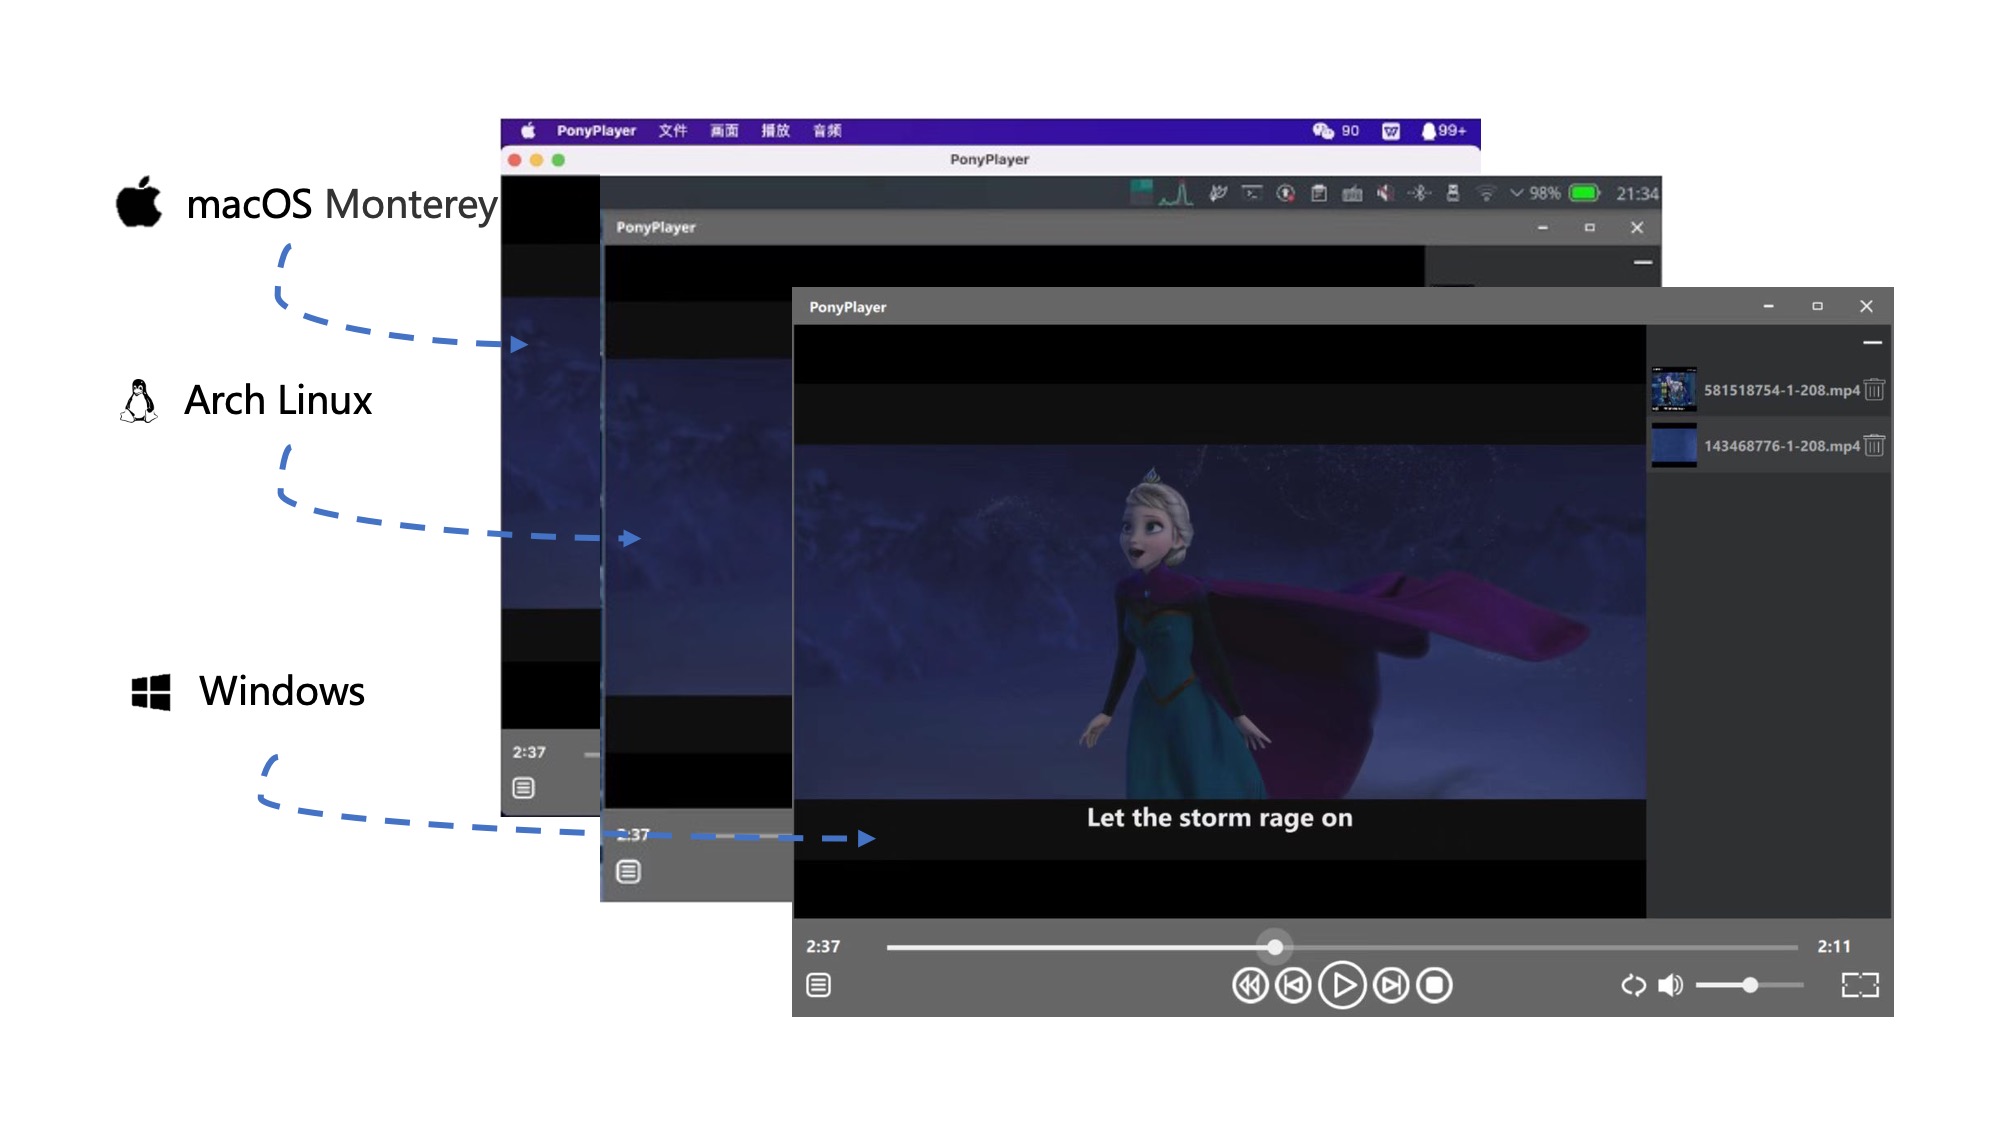 PonyPlayer 文件 画面 播放 音频 90 99+
PonyPlayer
macOS Monterey
98% 21:34
PonyPlayer
PonyPlayer
581518754-1-208.mp4
Arch Linux
143468776-1-208.mp4
Windows
2:37
Let the storm rage on
2:37
2:37 2:11